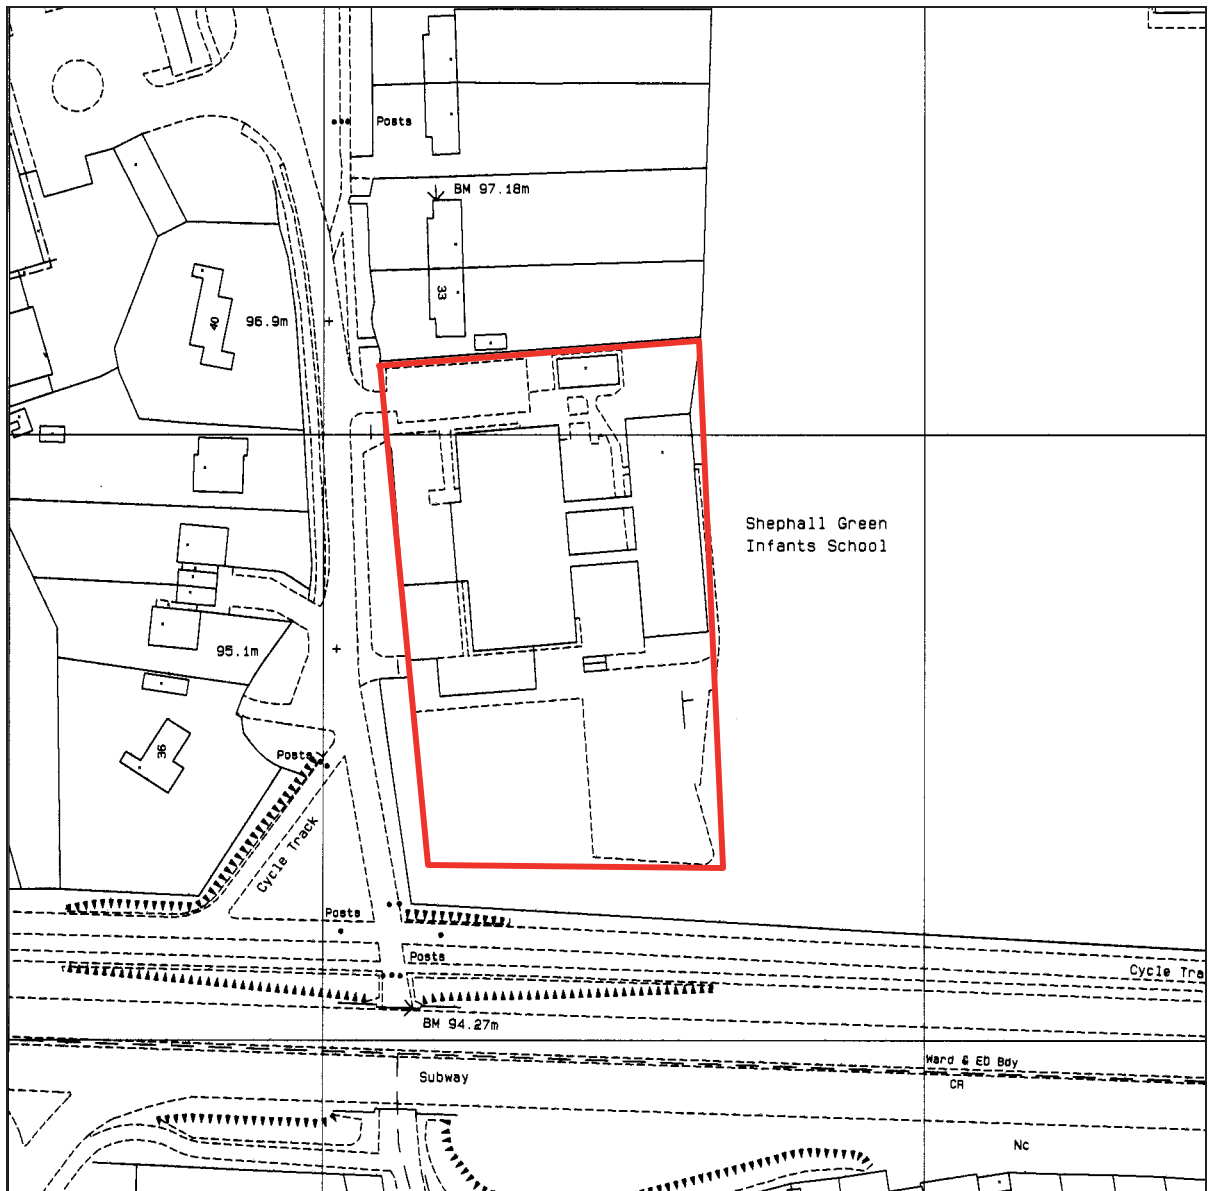 Posts
BM 97.18m
33
40
96.9m
Shephall Green
Infants School
95.1m
36
Posts
Cycle Track
Posts
Posts
Cycle Tra
BM 94.27m
Ward & ED Bdy
Subway
CR
Nc